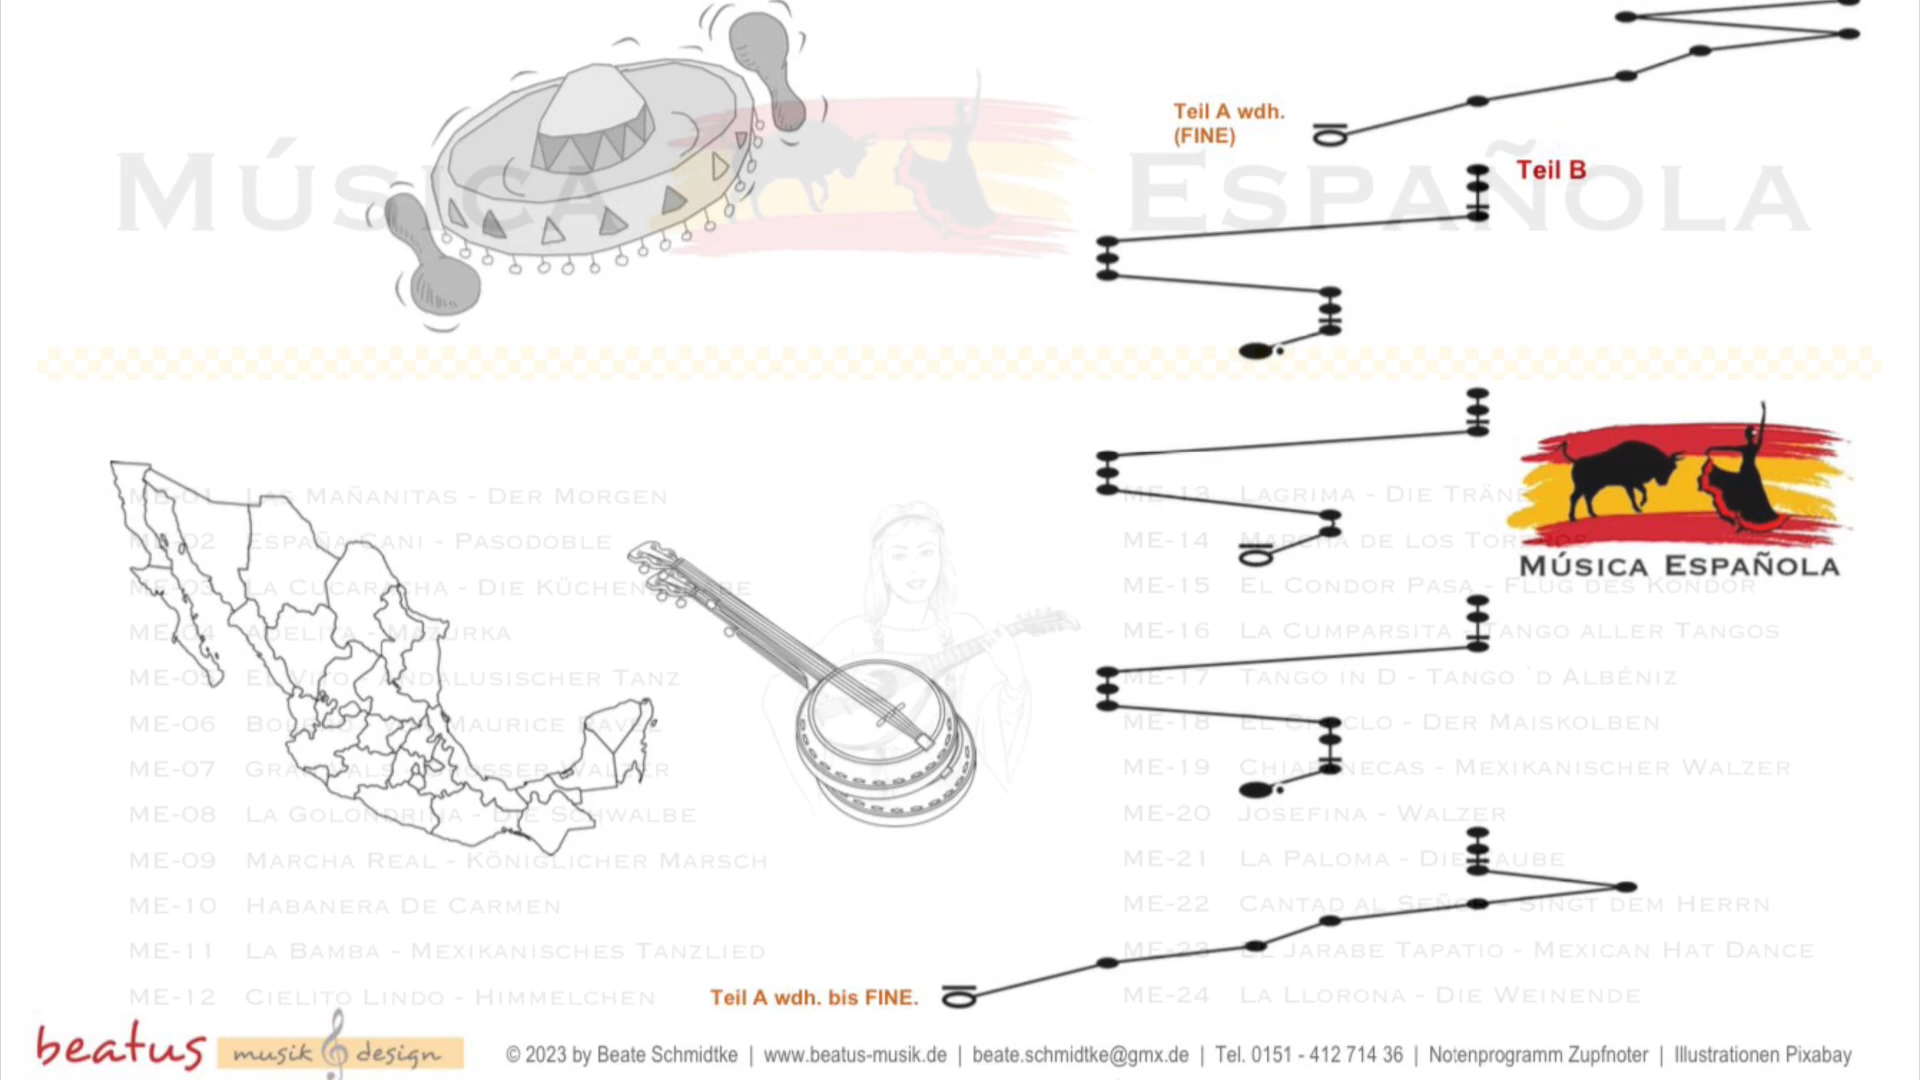 MÚSICA ESPAÑOLA
Teil A wdh.
(FINE)
Teil B
MÚSICA ESPAÑOLA
ME-01 LAS MAÑANITAS - DER MORGEN
ME-02 ESPAÑA CANI - PASODOBLE
ME-03 LA CUCARACHA - DIE
ME-04 ADELITA - MAZURKA
ME-05 EL VITO - ANDALUSISCHER TANZ
ME-06 MAURICE RAVEL
ME-07 GROSSER WALZER
ME-08 LA GOLONDRINA - DIE SCHWALBE
ME-09 MARCHA REAL - KÖNIGLICHER MARSCH
ME-10 HABANERA DE CARMEN
ME-11 LA BAMBA - MEXIKANISCHES TANZLIED
ME-12 CIELITO LINDO - HIMMELCHEN
ME-13 LAGRIMA - DIE TRÄNE
ME-14 MARCHA DE LOS
ME-15 EL CONDOR PASA - FLUG DES KONDOR
ME-16 LA CUMPARSITA - TANGO ALLER TANGOS
ME-17 TANGO IN D - TANGO `D ALBÉNIZ
ME-18 EL - DER MAISKOLBEN
ME-19 CHIAPANECAS - MEXIKANISCHER WALZER
ME-20 JOSEFINA - WALZER
ME-21 LA PALOMA - DIE TAUBE
ME-22 CANTAD AL SEÑOR - SINGT DEM HERRN
ME-23 EL JARABE TAPATIO - MEXICAN HAT DANCE
ME-24 LA LLORONA - DIE WEINENDE
Teil A wdh. bis FINE.
beatus musik design
© 2023 by Beate Schmidtke | www.beatus-musik.de | beate.schmidtke@gmx.de | Tel. 0151 - 412 714 36 | Notenprogramm Zupfnoter | Illustrationen Pixabay